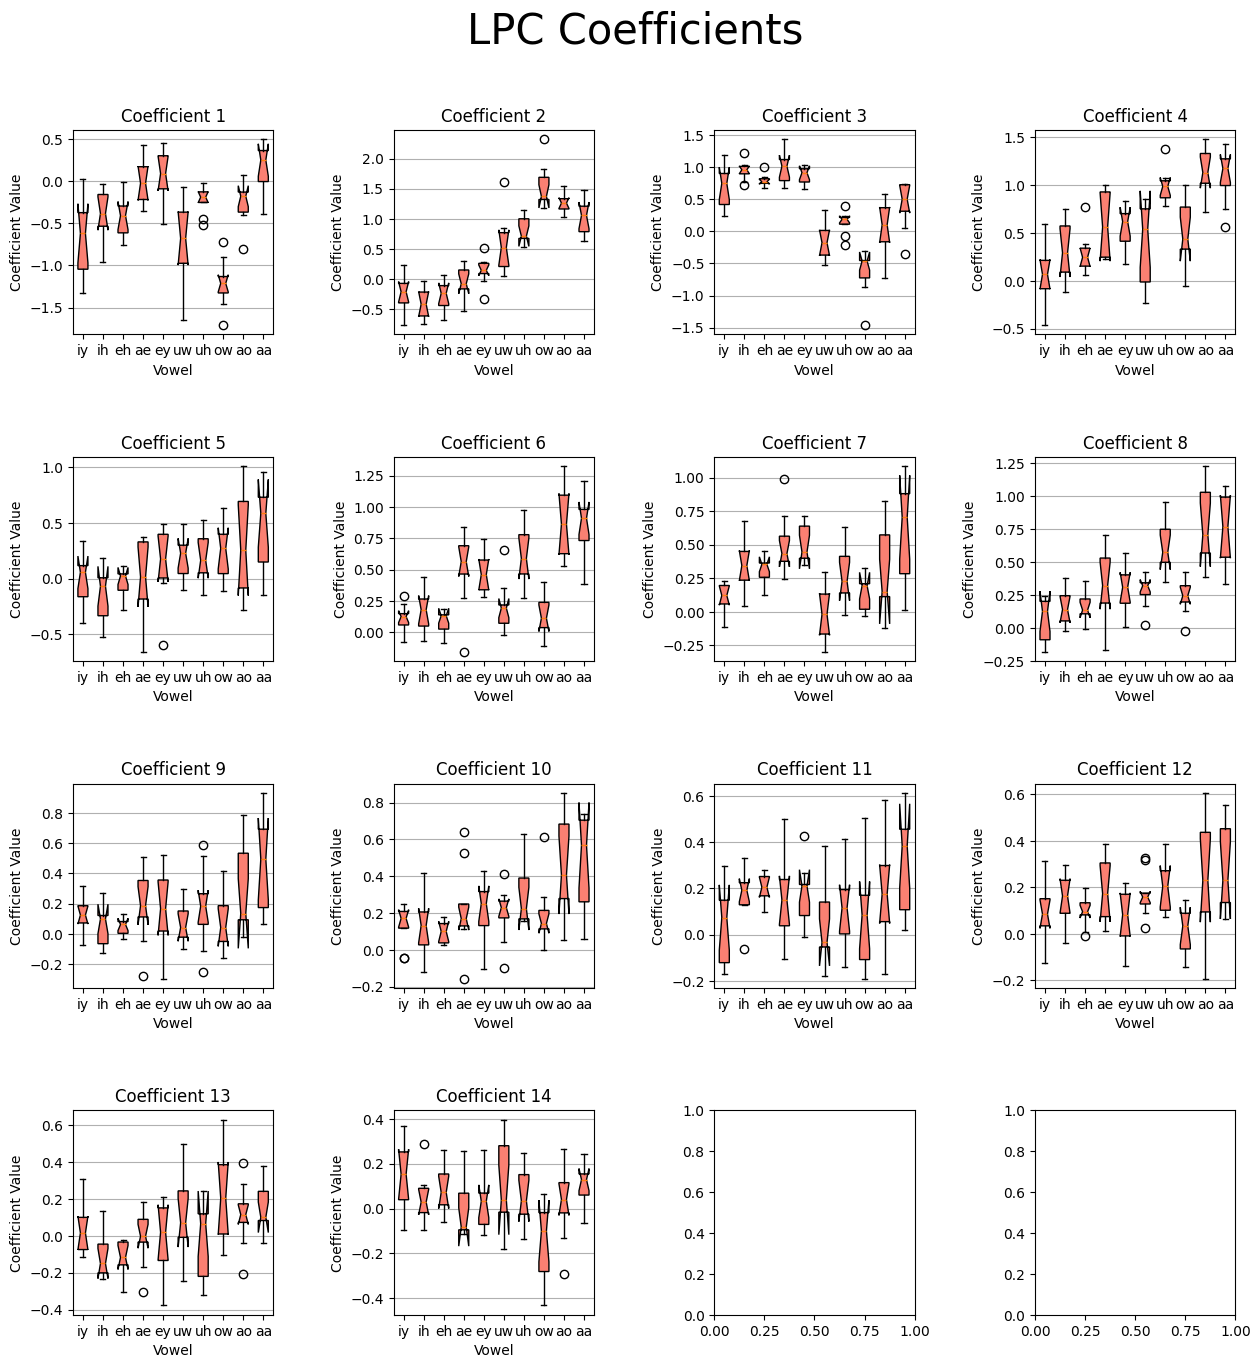 LPC Coefficients
Coefficient 1
Coefficient 2
Coefficient 3
Coefficient 4
0.5
0.0
−0.5
−1.0
−1.5
Coefficient Value
iy ih eh ae ey uw uh ow ao aa
Vowel
2.0
1.5
1.0
0.5
0.0
−0.5
Coefficient Value
iy ih eh ae ey uw uh ow ao aa
Vowel
1.5
1.0
0.5
0.0
−0.5
−1.0
−1.5
Coefficient Value
iy ih eh ae ey uw uh ow ao aa
Vowel
1.5
1.0
0.5
0.0
−0.5
Coefficient Value
iy ih eh ae ey uw uh ow ao aa
Vowel
Coefficient 5
Coefficient 6
Coefficient 7
Coefficient 8
1.0
0.5
0.0
−0.5
Coefficient Value
iy ih eh ae ey uw uh ow ao aa
Vowel
1.25
1.00
0.75
0.50
0.25
0.00
Coefficient Value
iy ih eh ae ey uw uh ow ao aa
Vowel
1.00
0.75
0.50
0.25
0.00
−0.25
Coefficient Value
iy ih eh ae ey uw uh ow ao aa
Vowel
1.25
1.00
0.75
0.50
0.25
0.00
−0.25
Coefficient Value
iy ih eh ae ey uw uh ow ao aa
Vowel
Coefficient 9
Coefficient 10
Coefficient 11
Coefficient 12
0.8
0.6
0.4
0.2
0.0
−0.2
Coefficient Value
iy ih eh ae ey uw uh ow ao aa
Vowel
0.8
0.6
0.4
0.2
0.0
−0.2
Coefficient Value
iy ih eh ae ey uw uh ow ao aa
Vowel
0.6
0.4
0.2
0.0
−0.2
Coefficient Value
iy ih eh ae ey uw uh ow ao aa
Vowel
0.6
0.4
0.2
0.0
−0.2
Coefficient Value
iy ih eh ae ey uw uh ow ao aa
Vowel
Coefficient 13
Coefficient 14
0.6
0.4
0.2
0.0
−0.2
−0.4
Coefficient Value
iy ih eh ae ey uw uh ow ao aa
Vowel
0.4
0.2
0.0
−0.2
−0.4
Coefficient Value
iy ih eh ae ey uw uh ow ao aa
Vowel
1.0
0.8
0.6
0.4
0.2
0.0
0.00 0.25 0.50 0.75 1.00
1.0
0.8
0.6
0.4
0.2
0.0
0.00 0.25 0.50 0.75 1.00